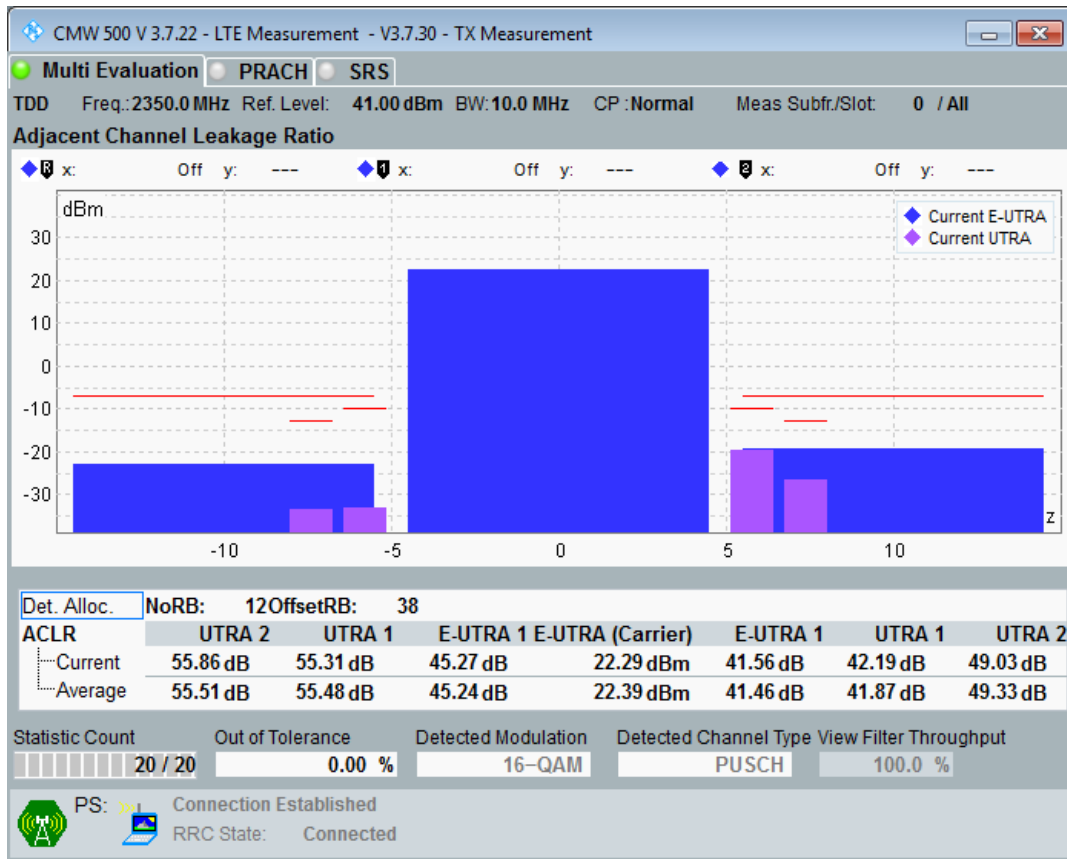 CMW 500 V 3.7.22 - LTE Measurement - V3.7.30 - TX Measurement
Multi Evaluation PRACH SRS
TDD Freq.: 2350.0 MHz Ref. Level: 41.00 dBm BW: 10.0 MHz CP : Normal Meas Subfr./Slot: 0 / All
Adjacent Channel Leakage Ratio
R x: Off y: --- 1 x: Off y: --- 2 x: Off y: ---
dBm
Current E-UTRA
Current UTRA
30
20
10
0
-10
-20
-30
z
-10 -5 0 5 10
Det. Alloc. NoRB: 12 OffsetRB: 38
ACLR UTRA 2 UTRA 1 E-UTRA 1 E-UTRA (Carrier) E-UTRA 1 UTRA 1 UTRA 2
Current 55.86 dB 55.31 dB 45.27 dB 22.29 dBm 41.56 dB 42.19 dB 49.03 dB
Average 55.51 dB 55.48 dB 45.24 dB 22.39 dBm 41.46 dB 41.87 dB 49.33 dB
Statistic Count Out of Tolerance Detected Modulation Detected Channel Type View Filter Throughput
20 / 20 0.00 % 16-QAM PUSCH 100.0 %
PS: Connection Established
RRC State: Connected